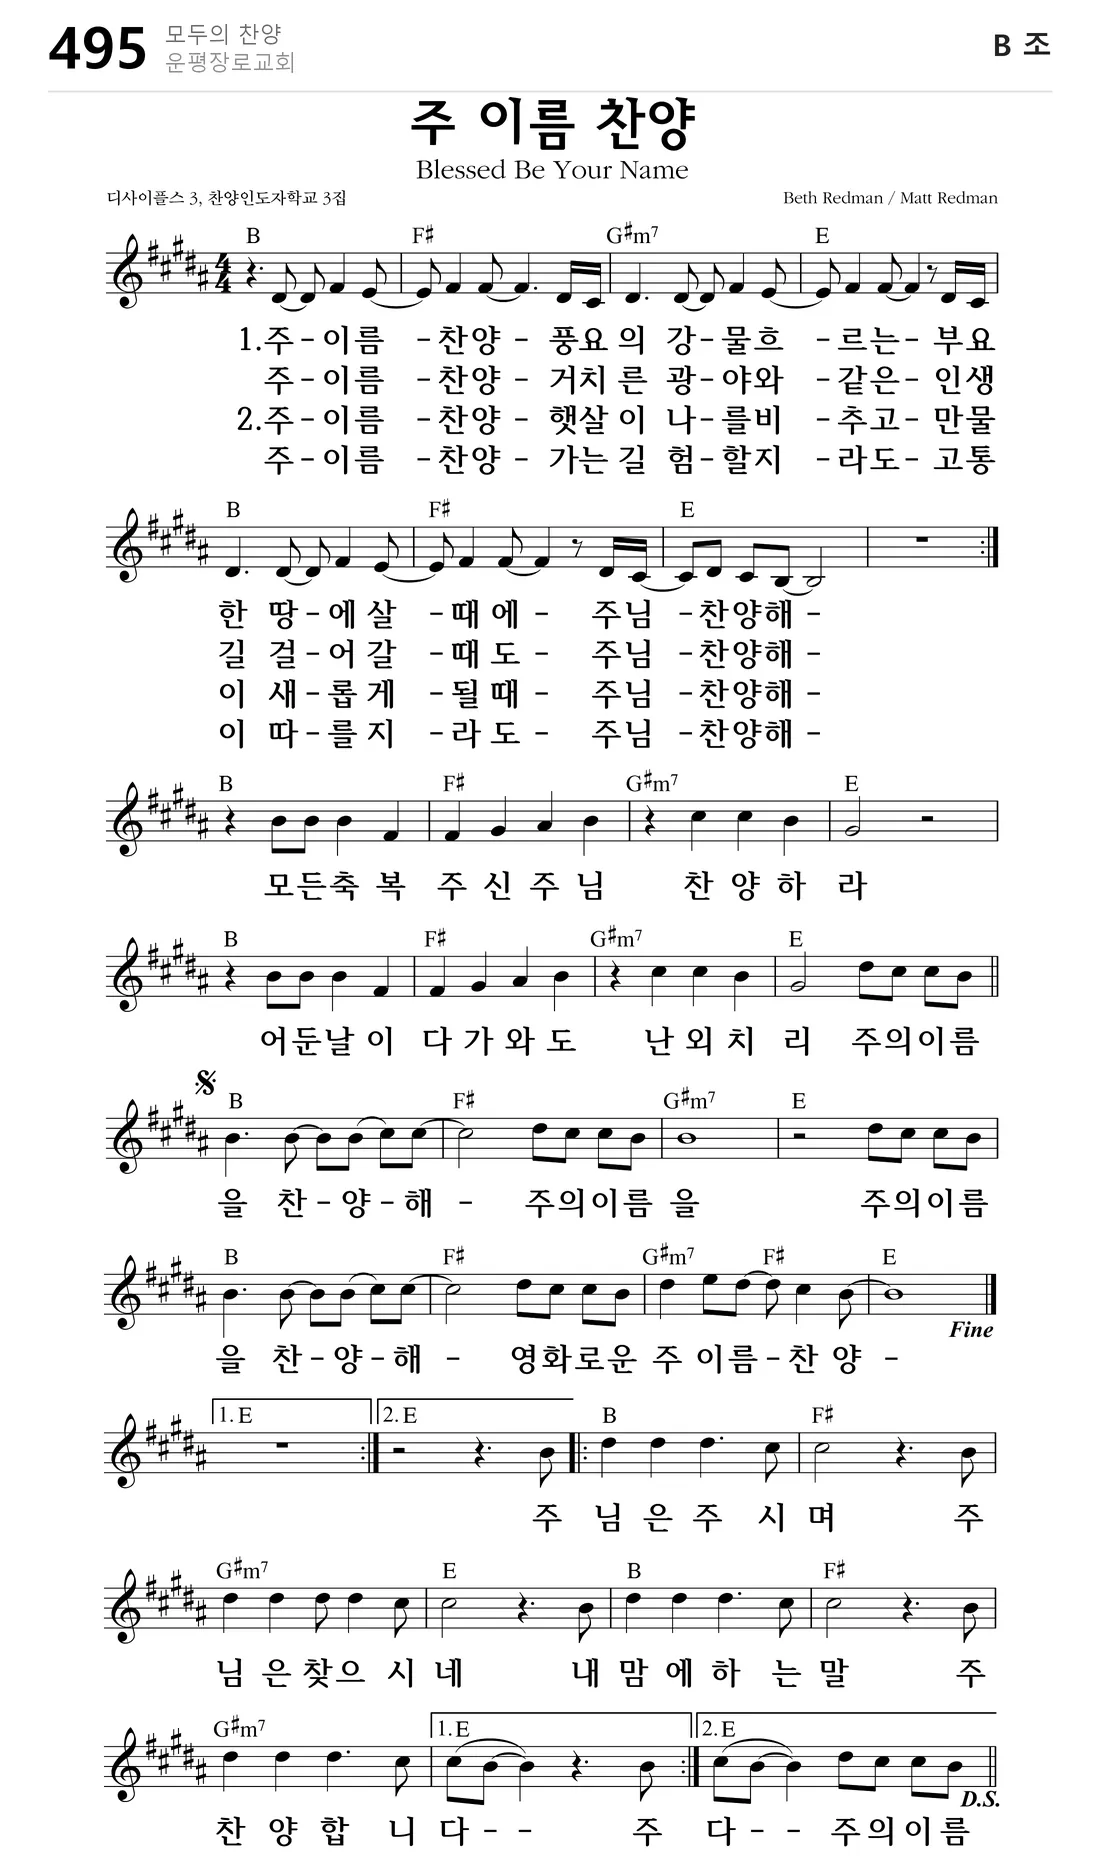 495 모두의 찬양
운평장로교회
B 조
주 이름 찬양
Blessed Be Your Name
디사이플스 3, 찬양인도자학교 3집
Beth Redman / Matt Redman
B F♯ G♯m7 E
1.주-이름 -찬양- 풍요의 강-물흐 -르는- 부요
주-이름 -찬양- 거치른 광-야와 -같은- 인생
2.주-이름 -찬양- 햇살이 나-를비 -추고- 만물
주-이름 -찬양- 가는길 험-할지 -라도- 고통
B F♯ E
한 땅-에살 -때에- 주님 -찬양해-
길 걸-어갈 -때도- 주님 -찬양해-
이 새-롭게 -될때- 주님 -찬양해-
이 따-를지 -라도- 주님 -찬양해-
B F♯ G♯m7 E
모든축복 주신주님 찬양하라
B F♯ G♯m7 E
어둔날이 다가와도 난외치리 주의이름
B F♯ G♯m7 E
을 찬-양-해 - 주의이름 을 주의이름
B F♯ G♯m7 F♯ E
Fine
을 찬-양-해 - 영화로운 주 이름-찬 양 -
1. E 2. E B F♯
주 님은주 시며 주
G♯m7 E B F♯
님은찾으시네 내맘에하는말 주
G♯m7 1. E 2. E
D.S.
찬양합니다-- 주 다-- 주의이름